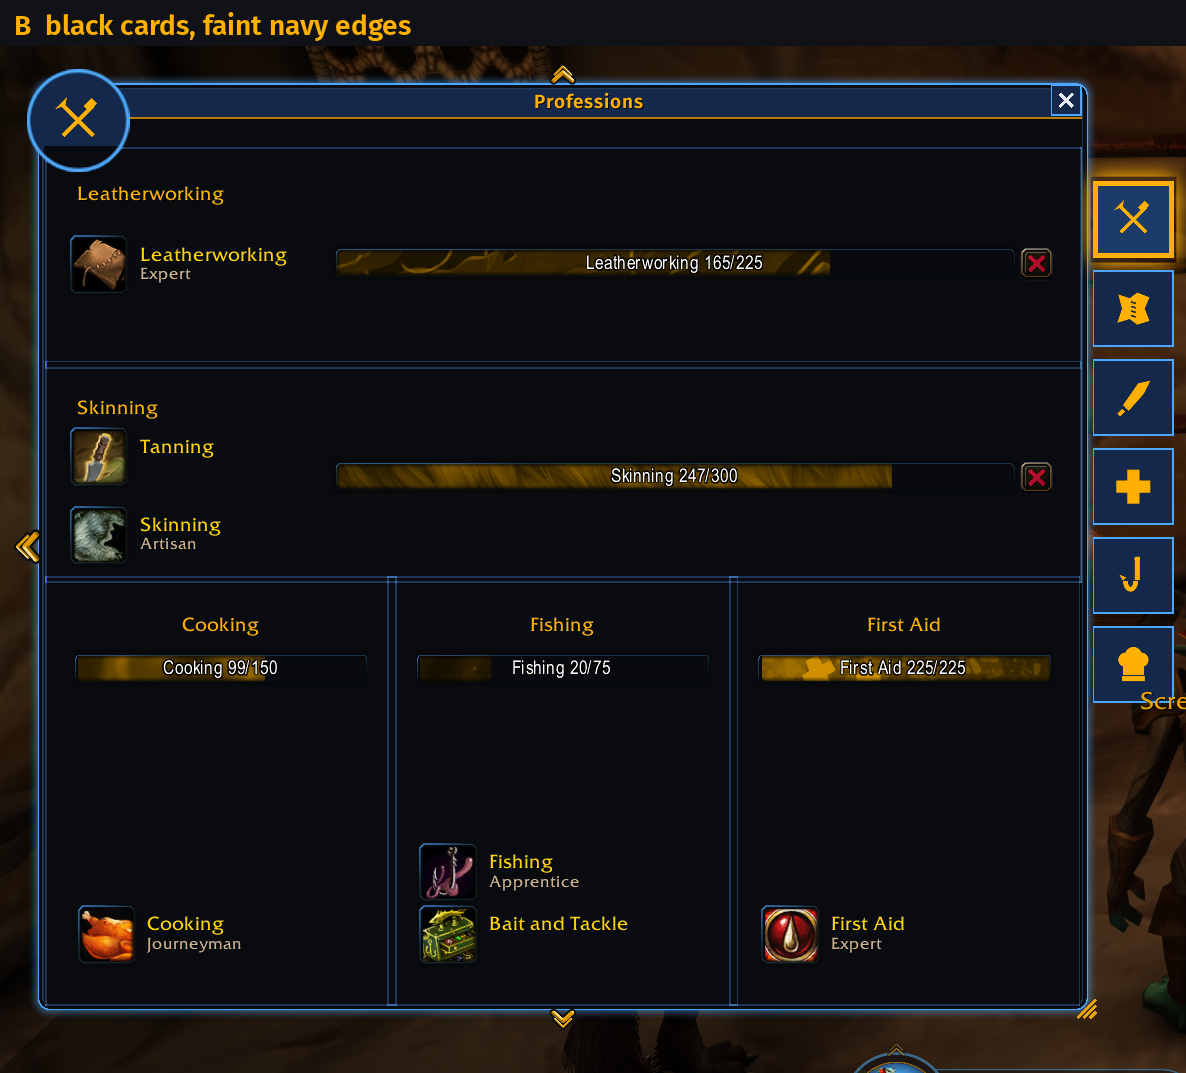 B black cards, faint navy edges
Professions
Leatherworking
Leatherworking
Expert
Leatherworking 165/225
Skinning
Tanning
Skinning 247/300
Skinning
Artisan
Cooking
Fishing
First Aid
Cooking 99/150
Fishing 20/75
First Aid 225/225
Scre
Fishing
Apprentice
Cooking
Journeyman
Bait and Tackle
First Aid
Expert